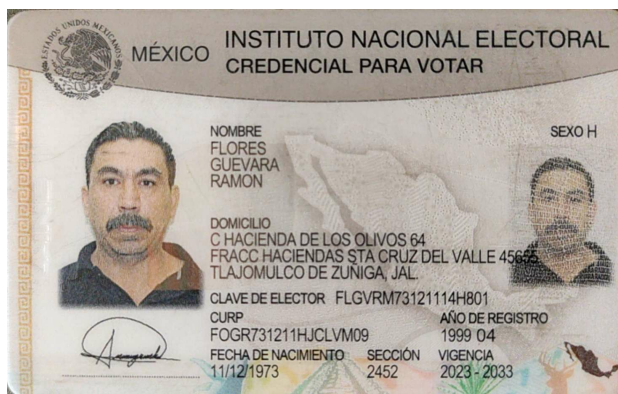 ESTADOS UNIDOS MEXICANOS
MÉXICO INSTITUTO NACIONAL ELECTORAL
CREDENCIAL PARA VOTAR
NOMBRE SEXO H
FLORES
GUEVARA
RAMON
DOMICILIO
C HACIENDA DE LOS OLIVOS 64
FRACC HACIENDAS STA CRUZ DEL VALLE 45655
TLAJOMULCO DE ZUÑIGA, JAL.
CLAVE DE ELECTOR FLGVRM73121114H801
CURP AÑO DE REGISTRO
FOGR731211HJCLVM09 1999 04
FECHA DE NACIMIENTO SECCIÓN VIGENCIA
11/12/1973 2452 2023 - 2033